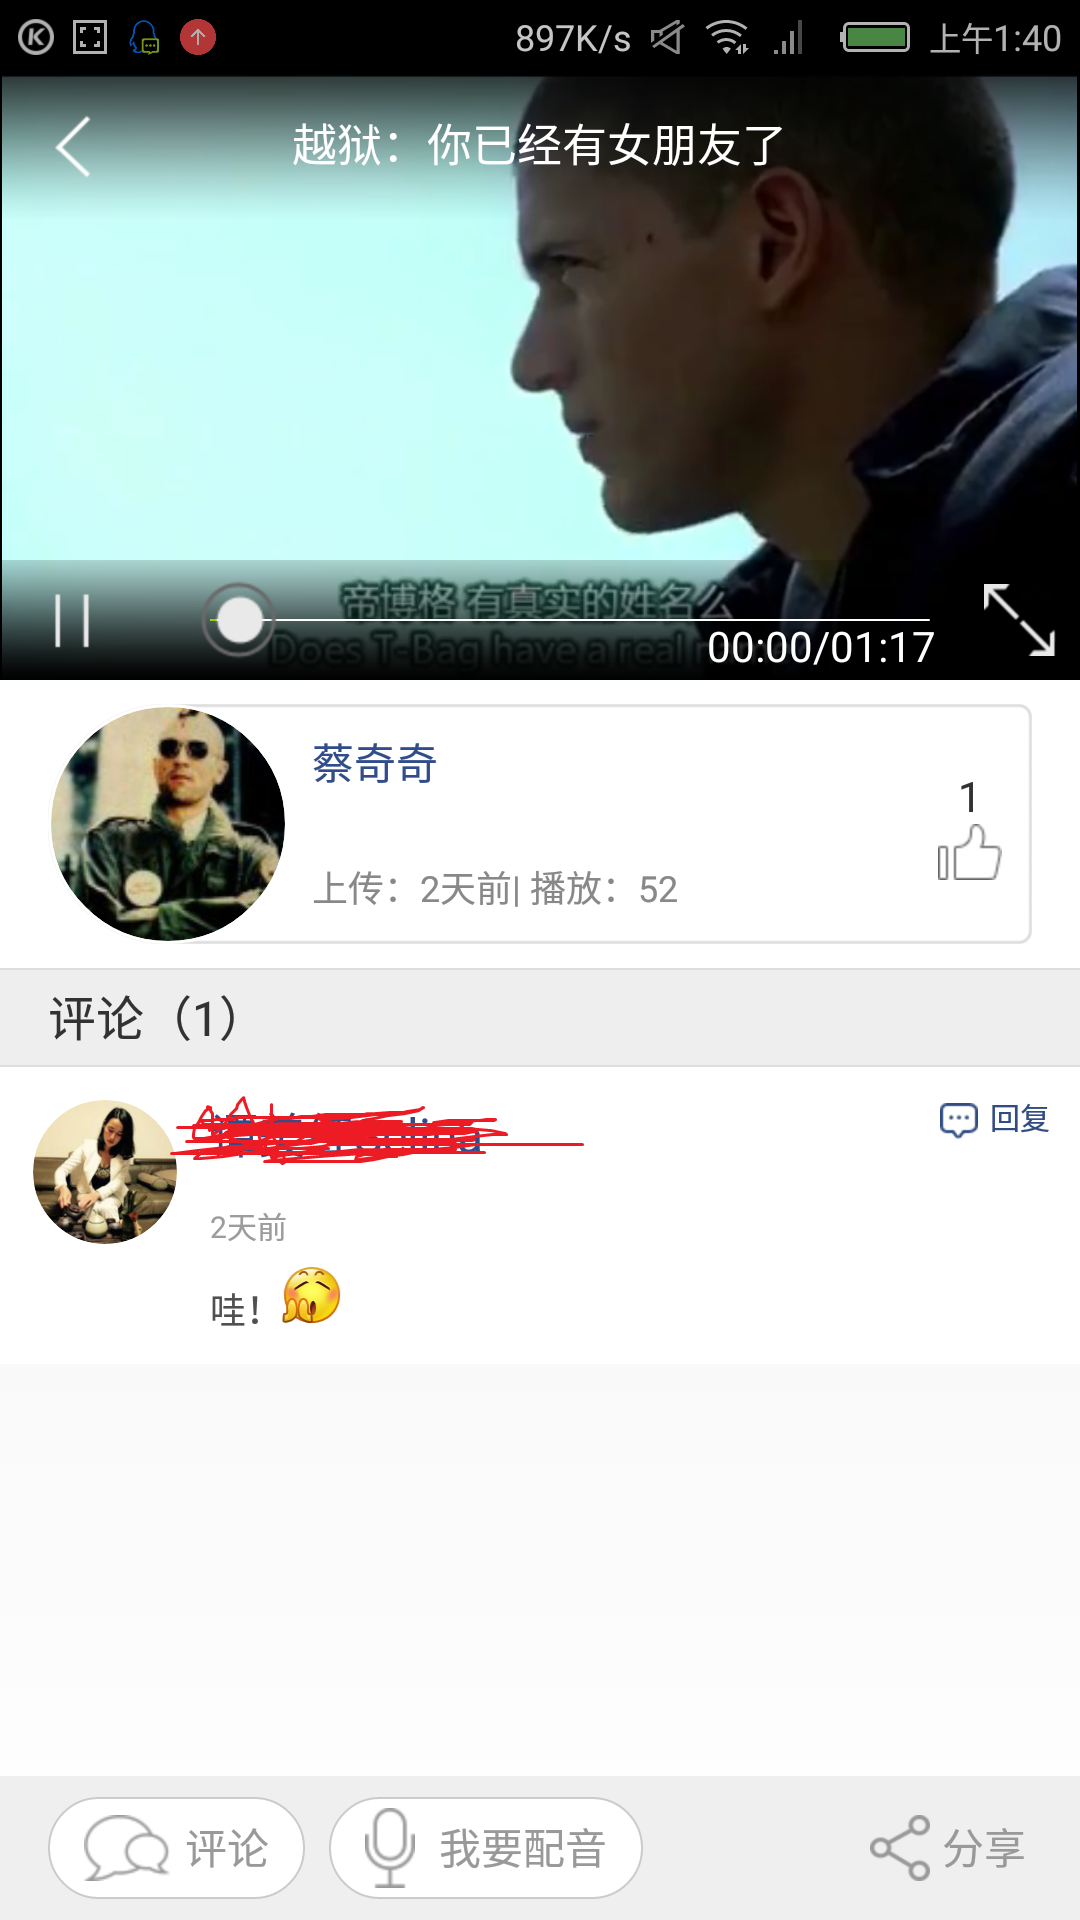 897K/s 上午1:40
越狱：你已经有女朋友了
帝博格 有真实的姓名么
Does T-Bag have a real
00:00/01:17
蔡奇奇
1
上传：2天前| 播放：52
评论（1）
回复
2天前
哇！
评论 我要配音 分享